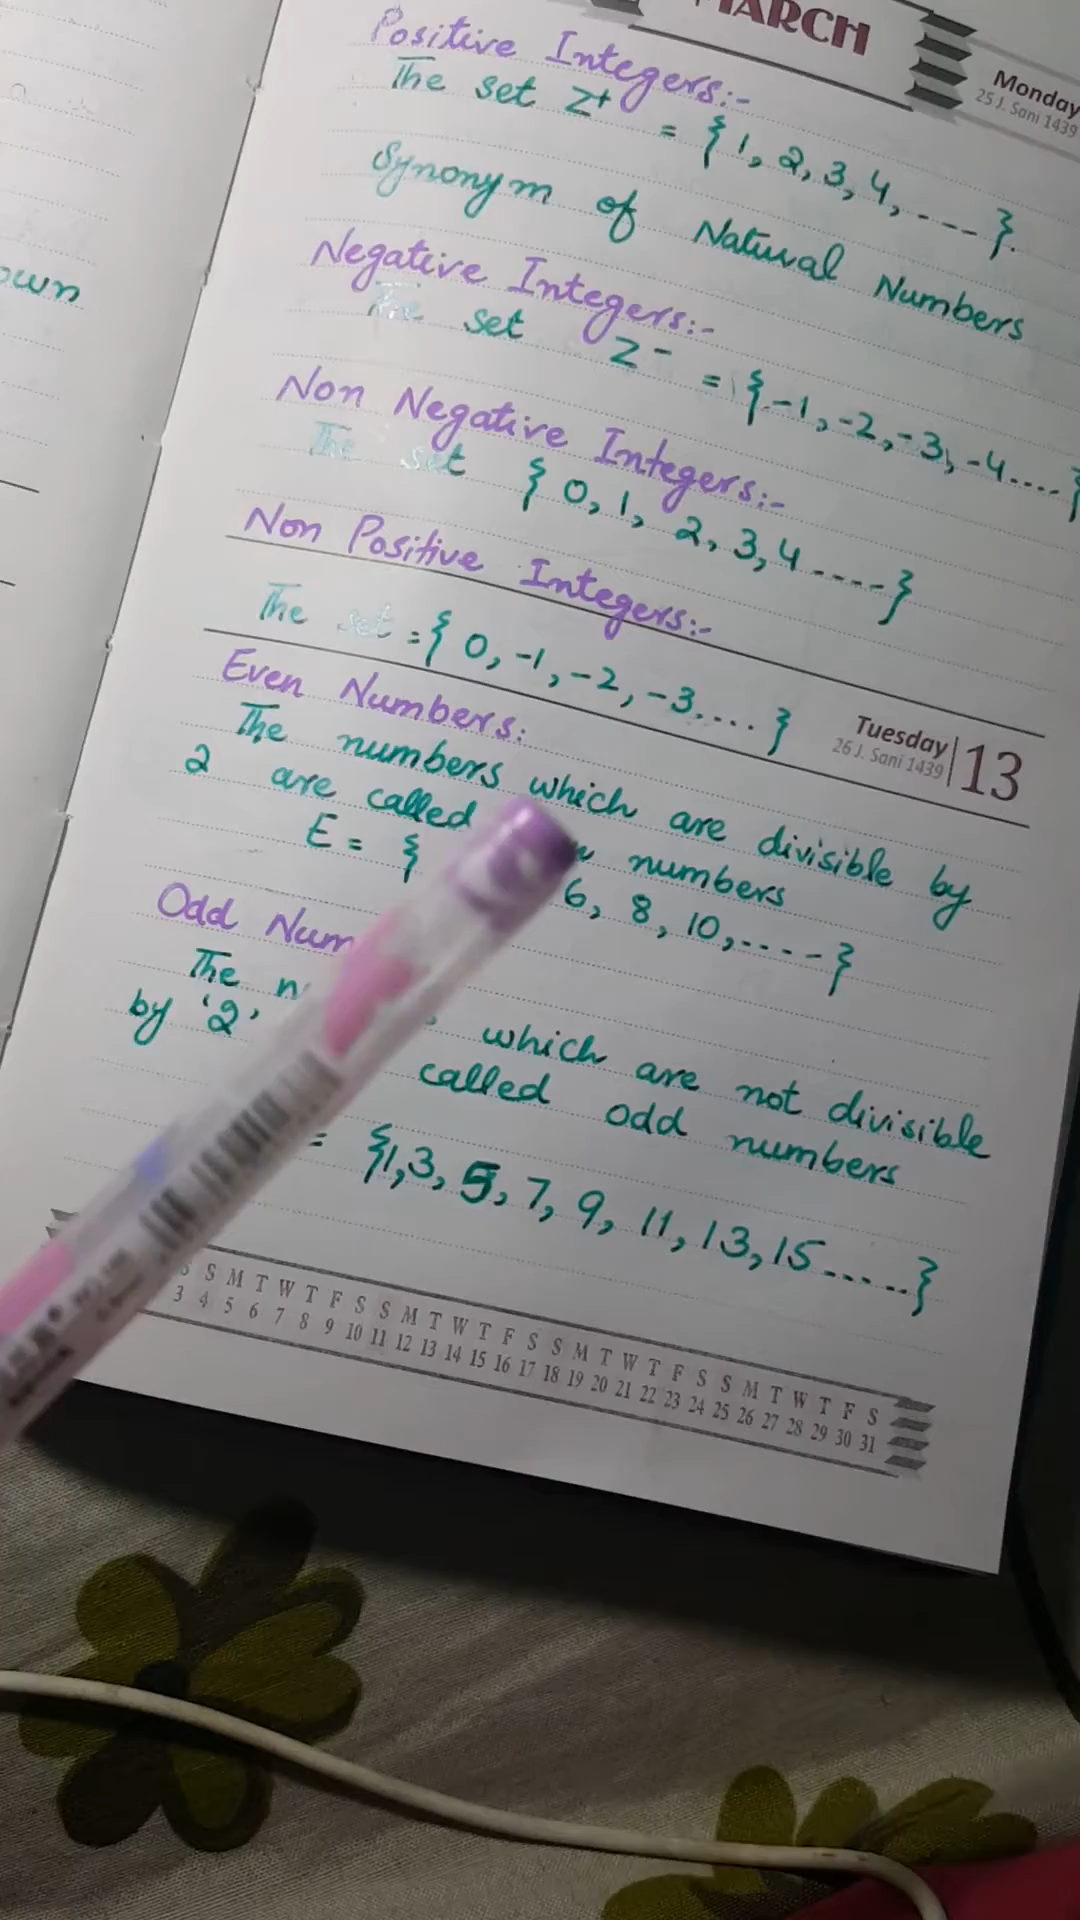 MARCH
Monday
25 J. Sani 1439
Positive Integers:-
The set Z+ = {1, 2, 3, 4, ----}.
Synonym of Natural Numbers
Negative Integers:-
The set Z- = {-1, -2, -3, -4....}
Non Negative Integers:-
The set { 0, 1, 2, 3, 4 ----}
Non Positive Integers:-
The set = { 0, -1, -2, -3.... }
Tuesday 13
26 J. Sani 1439
Even Numbers:
The numbers which are divisible by
2 are called numbers
E = { 6, 8, 10, ---- }
Odd Num
The which are not divisible
by '2' called odd numbers
= {1, 3, 5, 7, 9, 11, 13, 15 ..... }
own
S S M T W T F S S M T W T F S S M T W T F S S M T W T F S
3 4 5 6 7 8 9 10 11 12 13 14 15 16 17 18 19 20 21 22 23 24 25 26 27 28 29 30 31